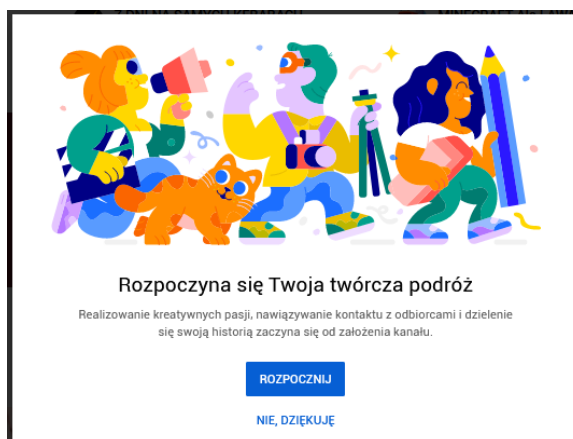 Rozpoczyna się Twoja twórcza podróż
Realizowanie kreatywnych pasji, nawiązywanie kontaktu z odbiorcami i dzielenie
się swoją historią zaczyna się od założenia kanału.
ROZPOCZNIJ
NIE, DZIĘKUJĘ